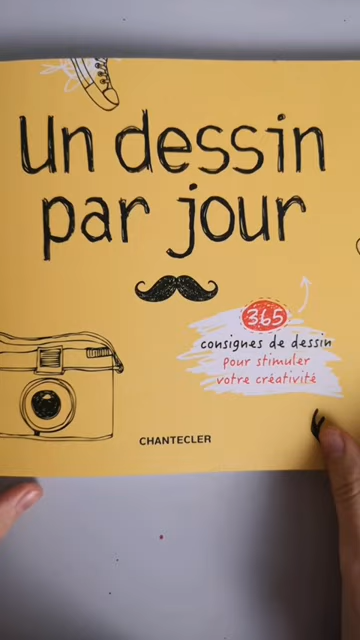 un dessin
par jour
365
consignes de dessin
pour stimuler
votre créativité
CHANTECLER